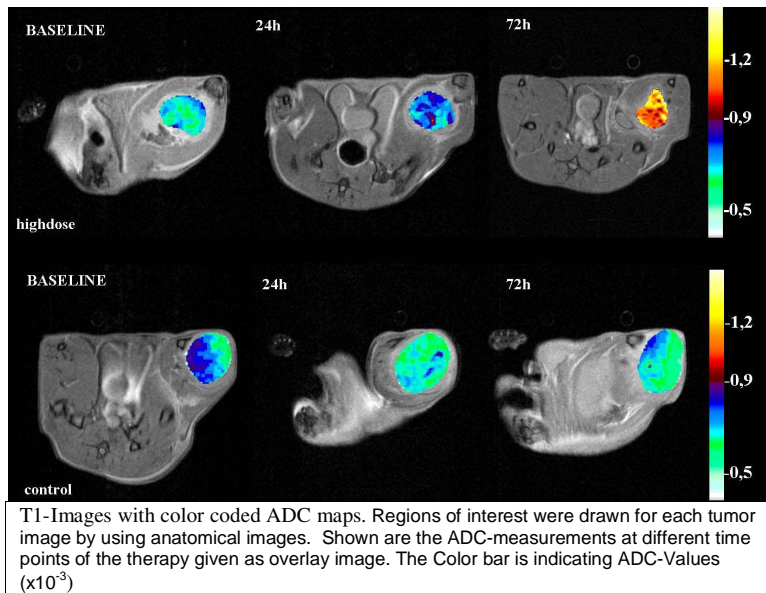 BASELINE 24h 72h
-1,2
-0,9
-0,5
highdose
BASELINE 24h 72h
-1,2
-0,9
-0,5
control
T1-Images with color coded ADC maps. Regions of interest were drawn for each tumor
image by using anatomical images. Shown are the ADC-measurements at different time
points of the therapy given as overlay image. The Color bar is indicating ADC-Values
(x10⁻³)